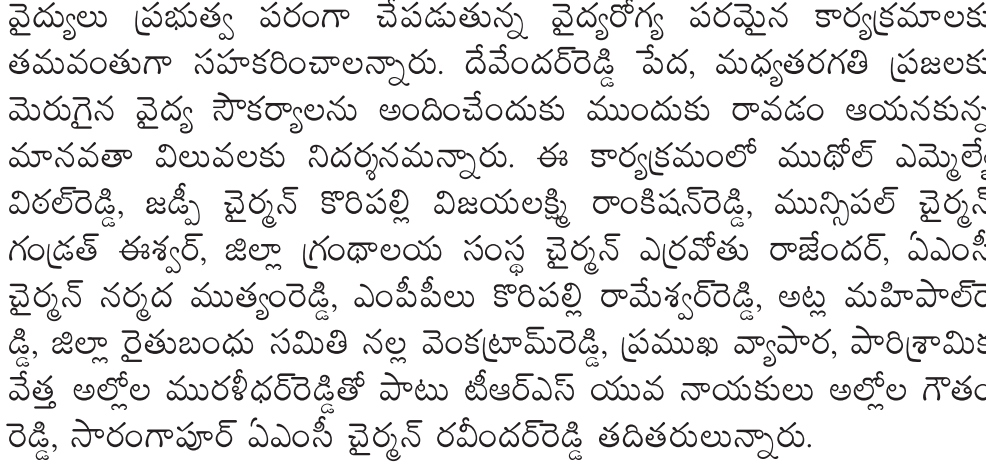 వైద్యులు ప్రభుత్వ పరంగా చేపడుతున్న వైద్యరోగ్య పరమైన కార్యక్రమాలకు
తమవంతుగా సహకరించాలన్నారు. దేవేందర్‌రెడ్డి పేద, మధ్యతరగతి ప్రజలకు
మెరుగైన వైద్య సౌకర్యాలను అందించేందుకు ముందుకు రావడం ఆయనకున్న
మానవతా విలువలకు నిదర్శనమన్నారు. ఈ కార్యక్రమంలో ముథోల్ ఎమ్మెల్యే
విఠల్‌రెడ్డి, జడ్పీ చైర్మన్ కొరిపల్లి విజయలక్ష్మి రాంకిషన్‌రెడ్డి, మున్సిపల్ చైర్మన్
గండ్రత్ ఈశ్వర్, జిల్లా గ్రంథాలయ సంస్థ చైర్మన్ ఎర్రవోతు రాజేందర్, ఏఎంసీ
చైర్మన్ నర్మద ముత్యంరెడ్డి, ఎంపీపీలు కొరిపల్లి రామేశ్వర్‌రెడ్డి, అట్ల మహిపాల్‌రె
డ్డి, జిల్లా రైతుబంధు సమితి నల్ల వెంకట్రామ్‌రెడ్డి, ప్రముఖ వ్యాపార, పారిశ్రామిక
వేత్త అల్లోల మురళీధర్‌రెడ్డితో పాటు టీఆర్ఎస్ యువ నాయకులు అల్లోల గౌతం
రెడ్డి, సారంగాపూర్ ఏఎంసీ చైర్మన్ రవీందర్‌రెడ్డి తదితరులున్నారు.